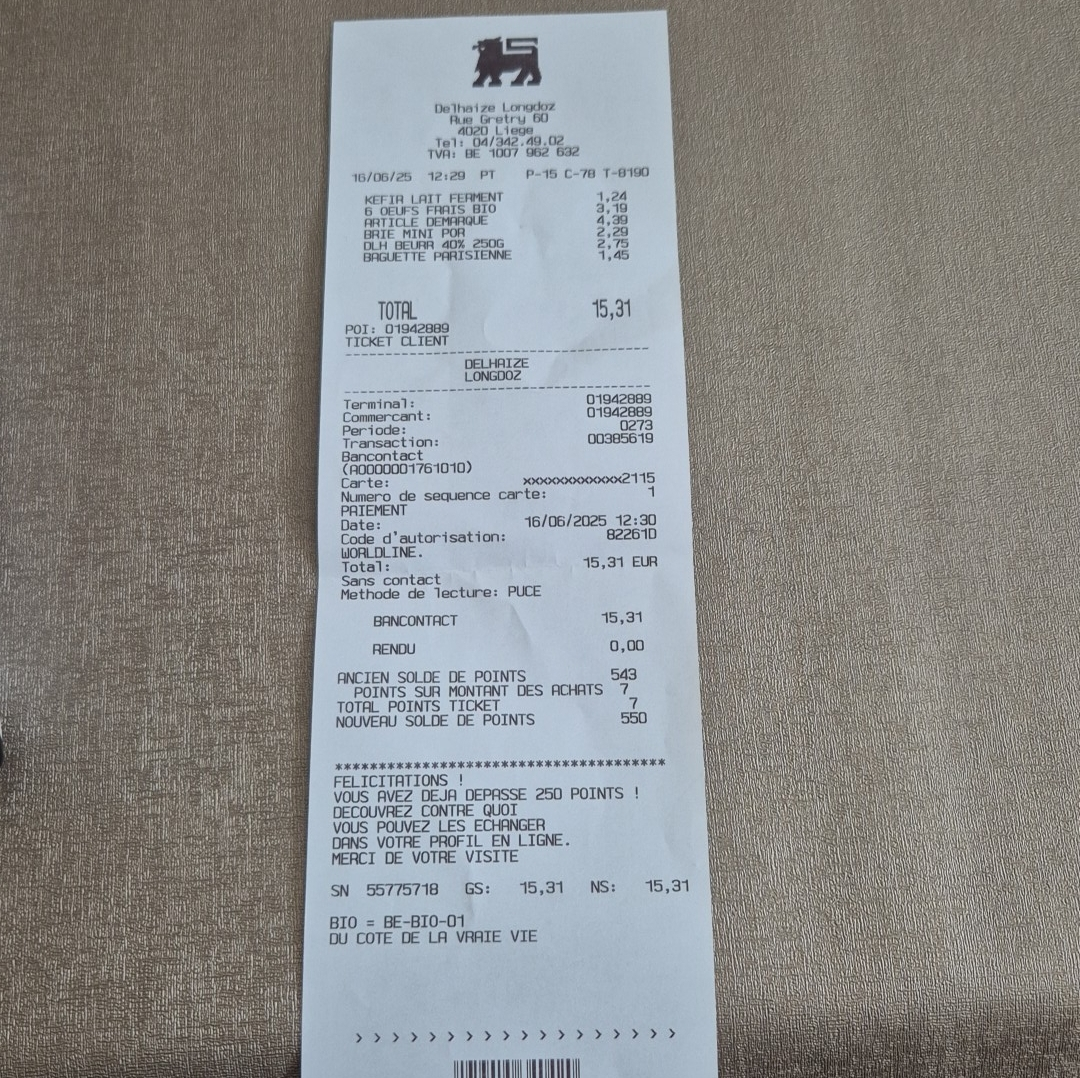 Delhaize Longdoz
Rue Gretry 60
4020 Liege
Tel: 04/342.49.02
TVA: BE 1007 962 632
16/06/25 12:29 PT P-15 C-78 T-8190
KEFIR LAIT FERMENT 1,24
6 OEUFS FRAIS BIO 3,19
ARTICLE DEMARQUE 4,39
BRIE MINI POR 2,29
DLH BEURR 40% 250G 2,75
BAGUETTE PARISIENNE 1,45
TOTAL 15,31
POI: 01942889
TICKET CLIENT
----------------------------------------
DELHAIZE
LONGDOZ
----------------------------------------
Terminal: 01942889
Commercant: 01942889
Periode: 0273
Transaction: 00385619
Bancontact
(A0000001761010)
Carte: xxxxxxxxxxxxx2115
Numero de sequence carte: 1
PAIEMENT
Date: 16/06/2025 12:30
Code d'autorisation: 82261D
WORLDLINE.
Total: 15,31 EUR
Sans contact
Methode de lecture: PUCE
BANCONTACT 15,31
RENDU 0,00
ANCIEN SOLDE DE POINTS 543
POINTS SUR MONTANT DES ACHATS 7
TOTAL POINTS TICKET 7
NOUVEAU SOLDE DE POINTS 550
****************************************
FELICITATIONS !
VOUS AVEZ DEJA DEPASSE 250 POINTS !
DECOUVREZ CONTRE QUOI
VOUS POUVEZ LES ECHANGER
DANS VOTRE PROFIL EN LIGNE.
MERCI DE VOTRE VISITE
SN 55775718 GS: 15,31 NS: 15,31
BIO = BE-BIO-01
DU COTE DE LA VRAIE VIE
> > > > > > > > > > > > > > > > >